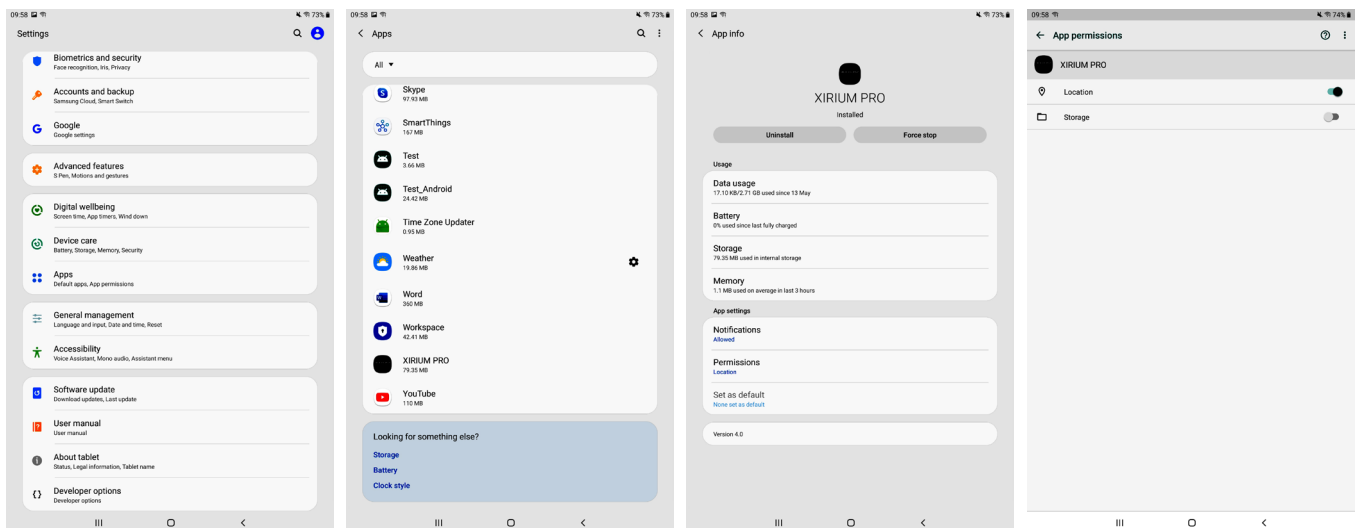 09:58
73%
Settings
Biometrics and security
Face recognition, Iris, Privacy
Accounts and backup
Samsung Cloud, Smart Switch
Google
Google settings
Advanced features
S Pen, Motions and gestures
Digital wellbeing
Screen time, App timers, Wind down
Device care
Battery, Storage, Memory, Security
Apps
Default apps, App permissions
General management
Language and input, Date and time, Reset
Accessibility
Voice Assistant, Mono audio, Assistant menu
Software update
Download updates, Last update
User manual
User manual
About tablet
Status, Legal information, Tablet name
Developer options
Developer options
09:58
73%
Apps
All
Skype
97.93 MB
SmartThings
167 MB
Test
3.66 MB
Test_Android
24.42 MB
Time Zone Updater
0.95 MB
Weather
19.86 MB
Word
360 MB
Workspace
42.41 MB
XIRIUM PRO
79.35 MB
YouTube
110 MB
Looking for something else?
Storage
Battery
Clock style
09:58
73%
App info
XIRIUM PRO
Installed
Uninstall
Force stop
Usage
Data usage
17.10 KB/2.71 GB used since 13 May
Battery
0% used since last fully charged
Storage
79.35 MB used in internal storage
Memory
1.1 MB used on average in last 3 hours
App settings
Notifications
Allowed
Permissions
Location
Set as default
None set as default
Version 4.0
09:58
74%
App permissions
XIRIUM PRO
Location
Storage